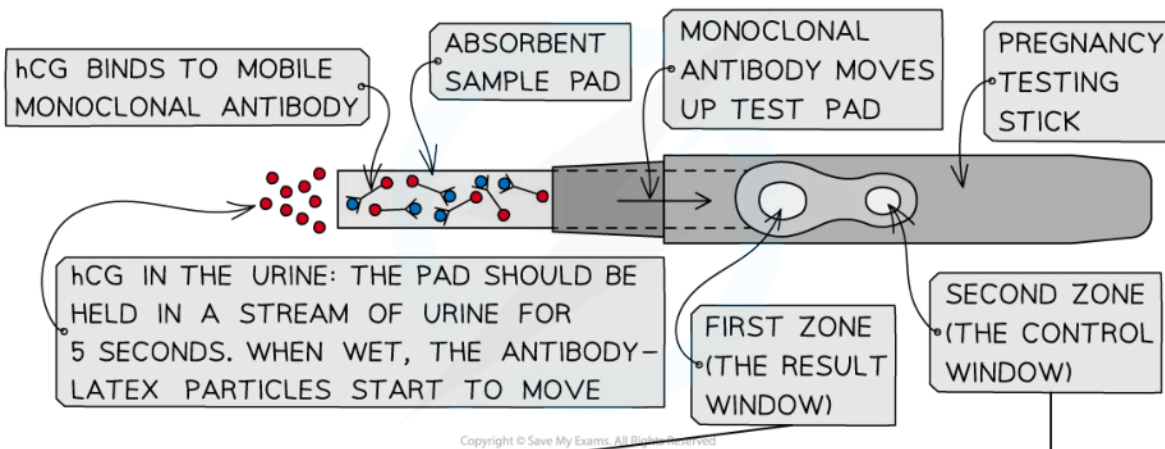 hCG BINDS TO MOBILE
MONOCLONAL ANTIBODY
ABSORBENT
SAMPLE PAD
MONOCLONAL
ANTIBODY MOVES
UP TEST PAD
PREGNANCY
TESTING
STICK
hCG IN THE URINE: THE PAD SHOULD BE
HELD IN A STREAM OF URINE FOR
5 SECONDS. WHEN WET, THE ANTIBODY–
LATEX PARTICLES START TO MOVE
FIRST ZONE
(THE RESULT
WINDOW)
SECOND ZONE
(THE CONTROL
WINDOW)
Copyright © Save My Exams. All Rights Reserved